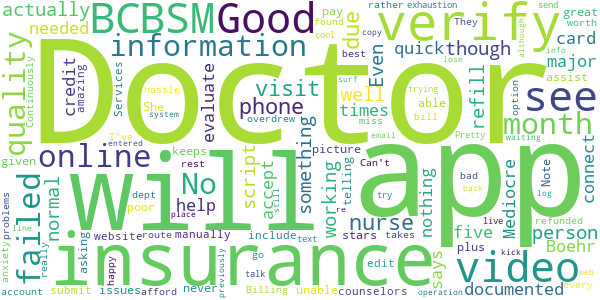 Doctor
will
app
insurance
BCBSM
Good
verify
actually
needed
information
due
pay
found
rather
exhaustion
cool
surf
best
They
great
worth
send
card
info
although
major
assist
lose
copy
Continuously
quality
credit
amazing
hassle
She
Services
evaluate
visit
phone
overdrew
quick
though
Even
well
times
trying
able
miss
bill
email
Pretty
refill
option
month
see
connect
waiting
system
I've
entered
online
No
script
accept
something
picture
telling
working
nothing
Can't
bad
back
Note
log
Mediocre
given
keeps
rest
help
failed
normal
dept
place
poor
try
re
still
nurse
stars
takes
live
five
person
says
plus
Boehr
problems
line
anxiety
really
happy
website
route
manually
include
text
asking
issues
afford
never
go
talk
edit
kick
refunded
web
video
account
submit
previously
Billing
unable
counselors
operation
documented
every